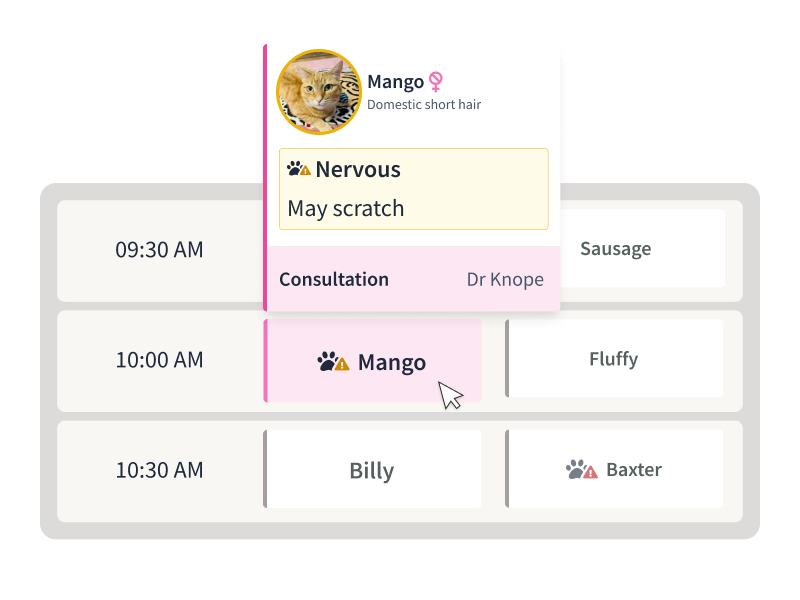 Mango
Domestic short hair
Nervous
May scratch
Consultation Dr Knope
09:30 AM Sausage
10:00 AM Mango Fluffy
10:30 AM Billy Baxter